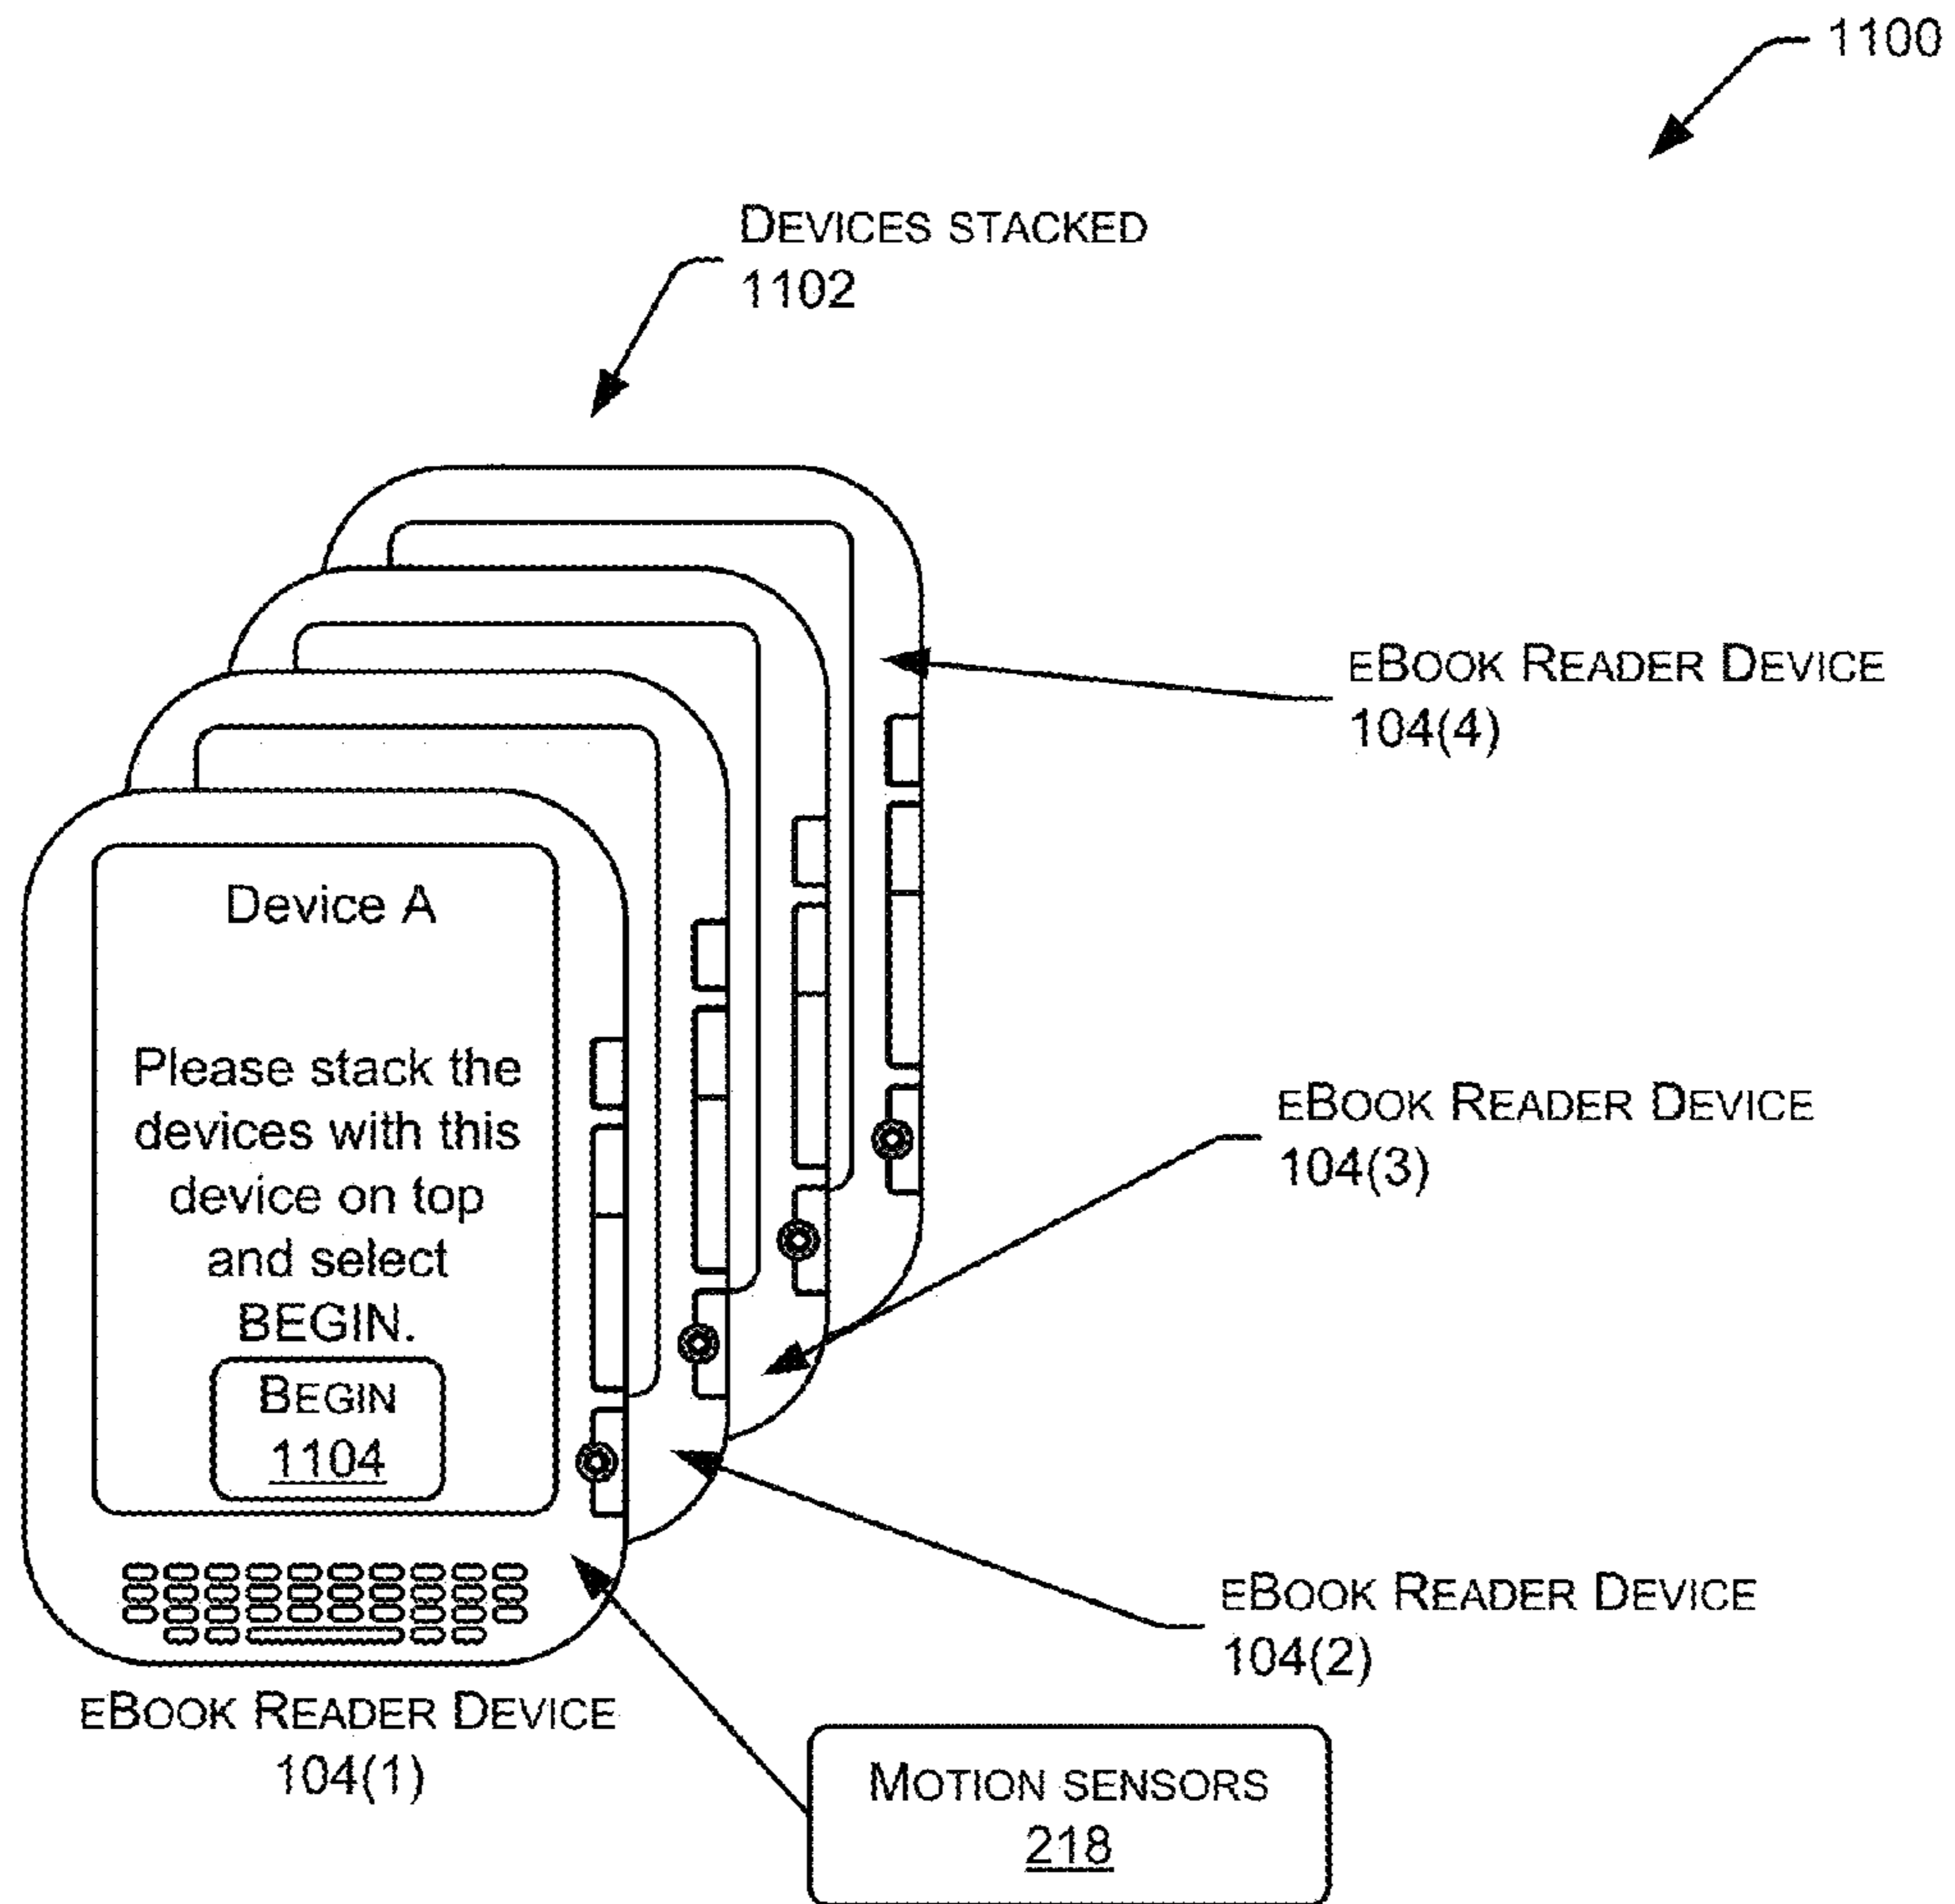 1100
DEVICES STACKED
1102
EBOOK READER DEVICE
104(4)
Device A
Please stack the
devices with this
device on top
and select
BEGIN.
BEGIN
1104
EBOOK READER DEVICE
104(3)
EBOOK READER DEVICE
104(2)
EBOOK READER DEVICE
104(1)
MOTION SENSORS
218